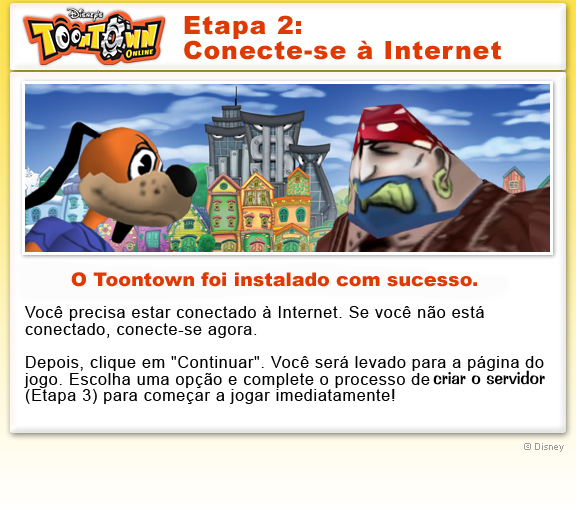 Disney's
TOONTOWN
ONLINE
Etapa 2:
Conecte-se à Internet
O Toontown foi instalado com sucesso.
Você precisa estar conectado à Internet. Se você não está
conectado, conecte-se agora.
Depois, clique em "Continuar". Você será levado para a página do
jogo. Escolha uma opção e complete o processo de criar o servidor
(Etapa 3) para começar a jogar imediatamente!
© Disney